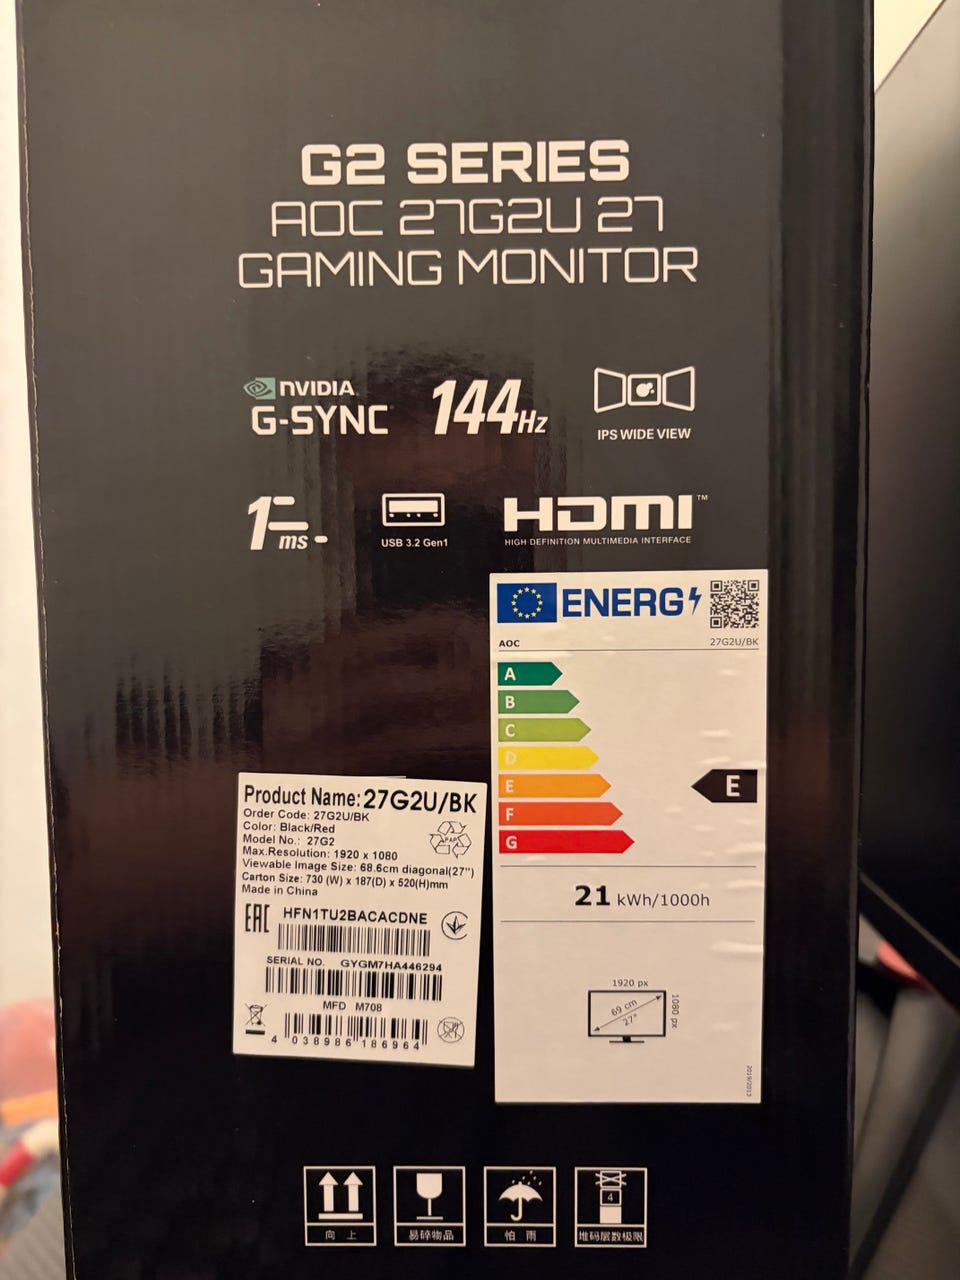 G2 SERIES
AOC 27G2U 27
GAMING MONITOR
NVIDIA
G-SYNC
144Hz
IPS WIDE VIEW
1ms
USB 3.2 Gen1
HDMI™
HIGH-DEFINITION MULTIMEDIA INTERFACE
ENERG
AOC 27G2U/BK
A
B
C
D
E
E
F
G
21 kWh/1000h
1920 px
69 cm
27"
1080 px
2019/2013
Product Name: 27G2U/BK
Order Code: 27G2U/BK
Color: Black/Red
Model No.: 27G2
Max.Resolution: 1920 x 1080
Viewable Image Size: 68.6cm diagonal(27")
Carton Size: 730 (W) x 187(D) x 520(H)mm
Made in China
PAP
EAC HFN1TU2BACACDNE
SERIAL NO. GYGM7HA446294
MFD M708
4 038986 186964
4
向上 易碎物品 怕雨 堆码层数极限